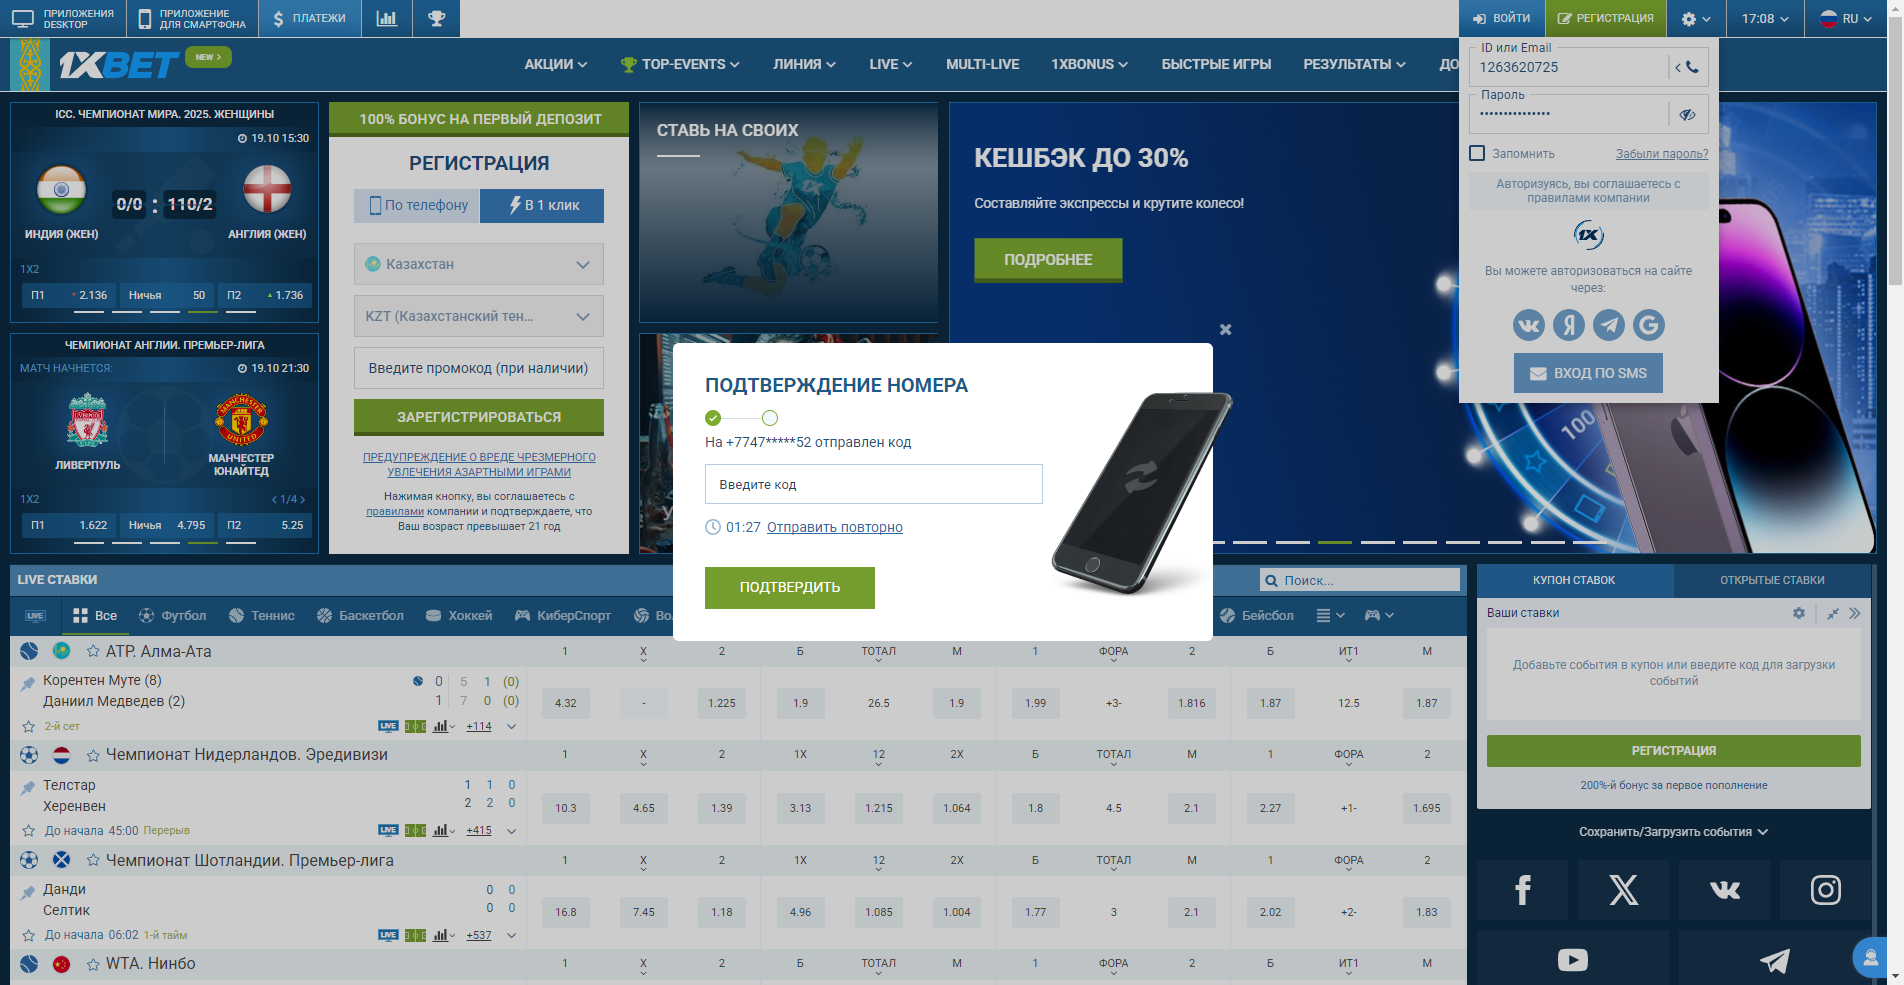 ПРИЛОЖЕНИЯ DESKTOP
ПРИЛОЖЕНИЕ ДЛЯ СМАРТФОНА
ПЛАТЕЖИ
ВОЙТИ
РЕГИСТРАЦИЯ
17:08
RU
1XBET
NEW
АКЦИИ
TOP-EVENTS
ЛИНИЯ
LIVE
MULTI-LIVE
1XBONUS
БЫСТРЫЕ ИГРЫ
РЕЗУЛЬТАТЫ
ID или Email
1263620725
Пароль
•••••••••••••••
Запомнить
Забыли пароль?
Авторизуясь, вы соглашаетесь с
правилами компании
1X
Вы можете авторизоваться на сайте
через:
ВХОД ПО SMS
ICC. ЧЕМПИОНАТ МИРА. 2025. ЖЕНЩИНЫ
19.10 15:30
0/0 : 110/2
ИНДИЯ (ЖЕН)
АНГЛИЯ (ЖЕН)
1X2
П1 2.136 Ничья 50 П2 1.736
ЧЕМПИОНАТ АНГЛИИ. ПРЕМЬЕР-ЛИГА
МАТЧ НАЧНЕТСЯ: 19.10 21:30
ЛИВЕРПУЛЬ
МАНЧЕСТЕР
ЮНАЙТЕД
1X2 1/4
П1 1.622 Ничья 4.795 П2 5.25
100% БОНУС НА ПЕРВЫЙ ДЕПОЗИТ
РЕГИСТРАЦИЯ
По телефону
В 1 клик
Казахстан
KZT (Казахстанский тен...
Введите промокод (при наличии)
ЗАРЕГИСТРИРОВАТЬСЯ
ПРЕДУПРЕЖДЕНИЕ О ВРЕДЕ ЧРЕЗМЕРНОГО
УВЛЕЧЕНИЯ АЗАРТНЫМИ ИГРАМИ
Нажимая кнопку, вы соглашаетесь с
правилами компании и подтверждаете, что
Ваш возраст превышает 21 год
СТАВЬ НА СВОИХ
КЕШБЭК ДО 30%
Составляйте экспрессы и крутите колесо!
ПОДРОБНЕЕ
100
ПОДТВЕРЖДЕНИЕ НОМЕРА
На +7747*****52 отправлен код
Введите код
01:27 Отправить повторно
ПОДТВЕРДИТЬ
LIVE СТАВКИ
Поиск...
LIVE
Все
Футбол
Теннис
Баскетбол
Хоккей
КиберСпорт
Бейсбол
ATP. Алма-Ата 1 X 2 Б ТОТАЛ М 1 ФОРА 2 Б ИТ1 М
Корентен Муте (8) 0 5 1 (0)
Даниил Медведев (2) 1 7 0 (0)
4.32 - 1.225 1.9 26.5 1.9 1.99 +3- 1.816 1.87 12.5 1.87
2-й сет LIVE +114
Чемпионат Нидерландов. Эредивизи 1 X 2 1X 12 2X Б ТОТАЛ М 1 ФОРА 2
Телстар 1 1 0
Херенвен 2 2 0
10.3 4.65 1.39 3.13 1.215 1.064 1.8 4.5 2.1 2.27 +1- 1.695
До начала 45:00 Перерыв LIVE +415
Чемпионат Шотландии. Премьер-лига 1 X 2 1X 12 2X Б ТОТАЛ М 1 ФОРА 2
Данди 0 0
Селтик 0 0
16.8 7.45 1.18 4.96 1.085 1.004 1.77 3 2.1 2.02 +2- 1.83
До начала 06:02 1-й тайм LIVE +537
WTA. Нинбо 1 X 2 Б ТОТАЛ М 1 ФОРА 2 Б ИТ1 М
КУПОН СТАВОК
ОТКРЫТЫЕ СТАВКИ
Ваши ставки
Добавьте события в купон или введите код для загрузки
событий
РЕГИСТРАЦИЯ
200%-й бонус за первое пополнение
Сохранить/Загрузить события